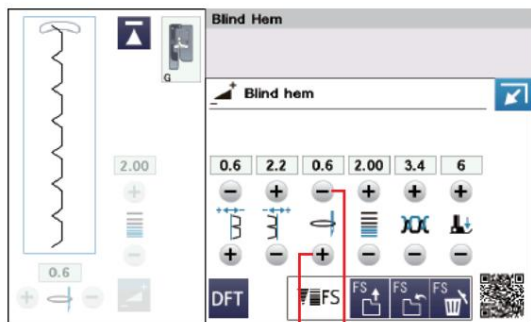 Blind Hem
G
Blind hem
2.00
0.6
0.6 2.2 0.6 2.00 3.4 6
DFT
FS
FS
FS
FS